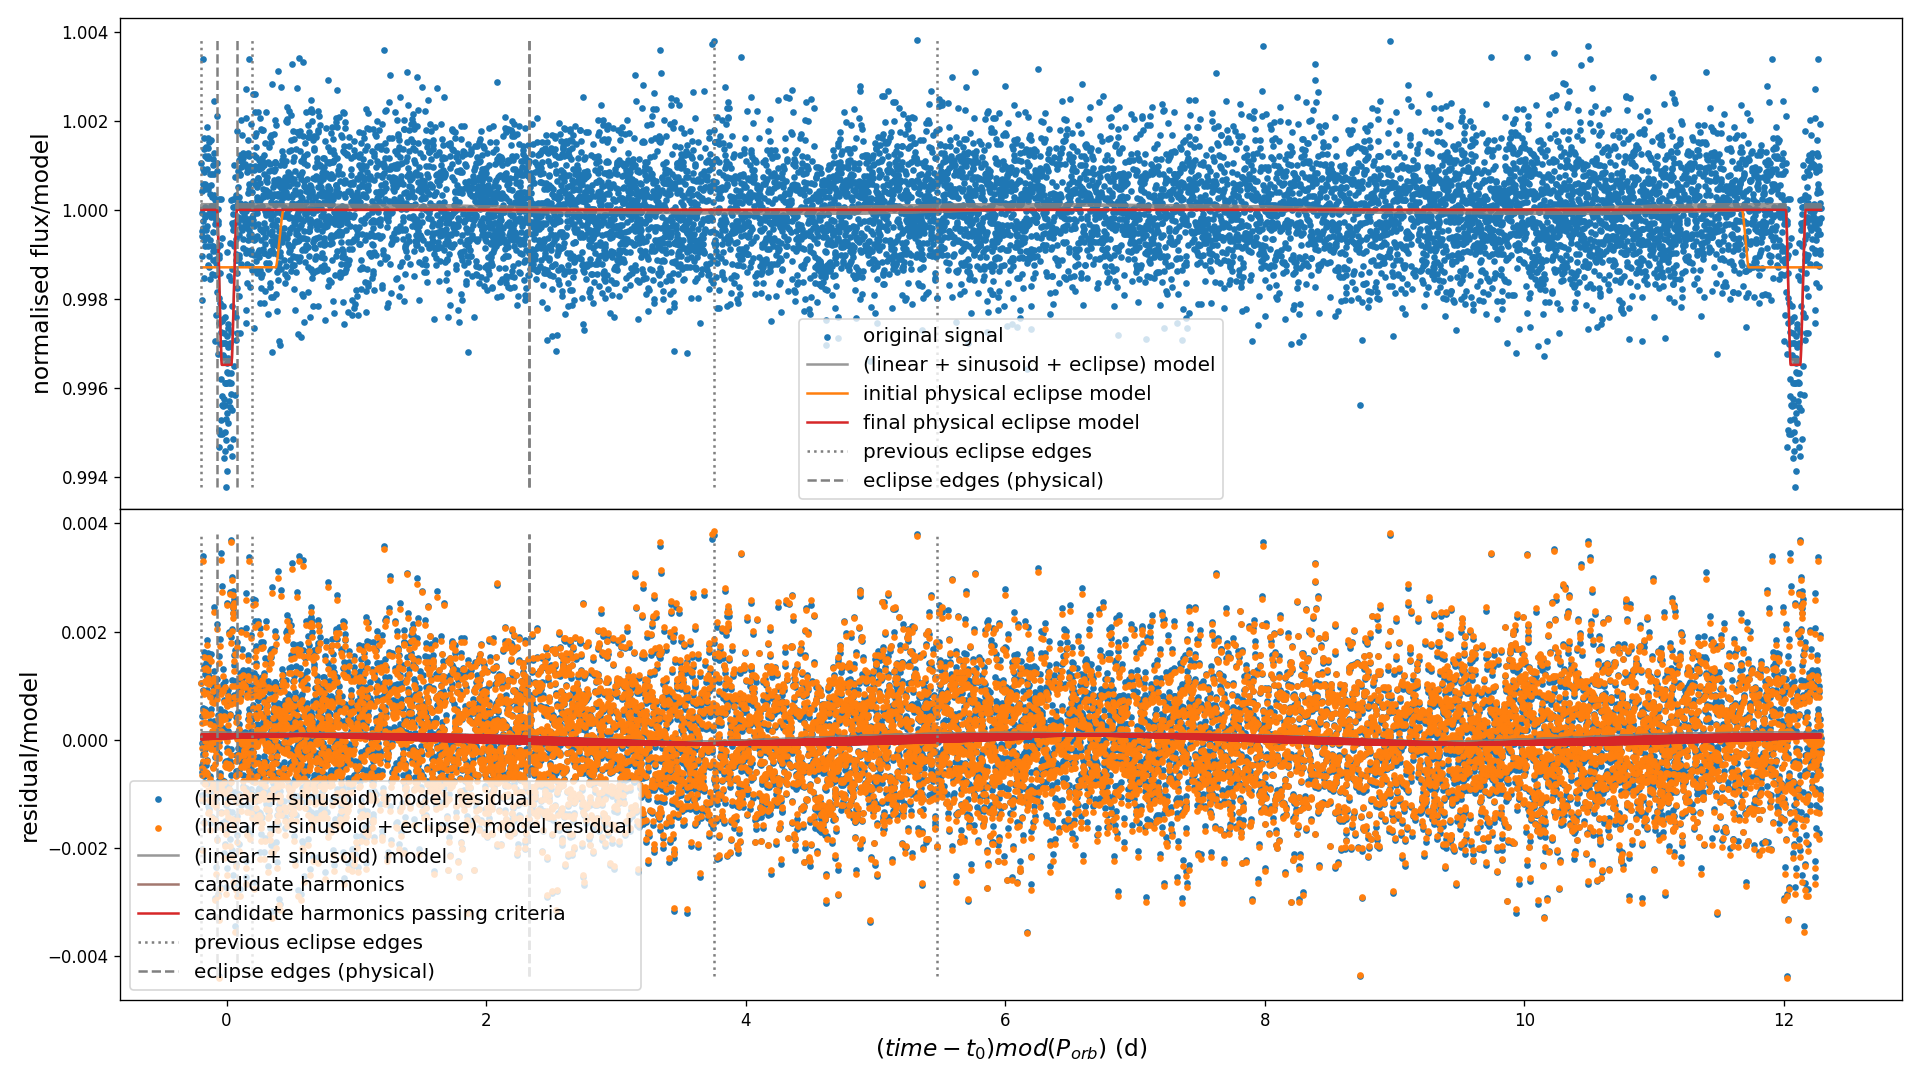 1.004
1.002
1.000
0.998
0.996
0.994
normalised flux/model
original signal
(linear + sinusoid + eclipse) model
initial physical eclipse model
final physical eclipse model
previous eclipse edges
eclipse edges (physical)
0.004
0.002
0.000
−0.002
−0.004
residual/model
(linear + sinusoid) model residual
(linear + sinusoid + eclipse) model residual
(linear + sinusoid) model
candidate harmonics
candidate harmonics passing criteria
previous eclipse edges
eclipse edges (physical)
0 2 4 6 8 10 12
(time − t₀)mod(P_orb) (d)